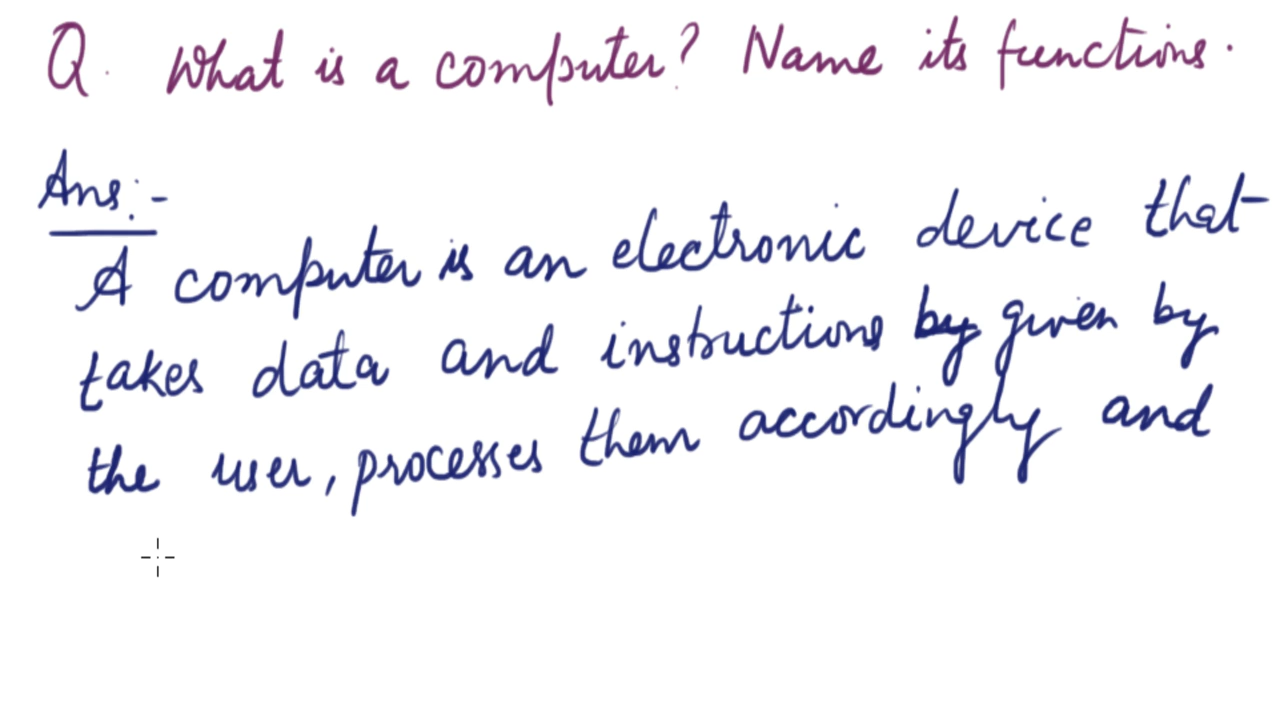 Q. What is a computer? Name its functions.
Ans:-
A computer is an electronic device that
takes data and instructions by given by
the user, processes them accordingly and